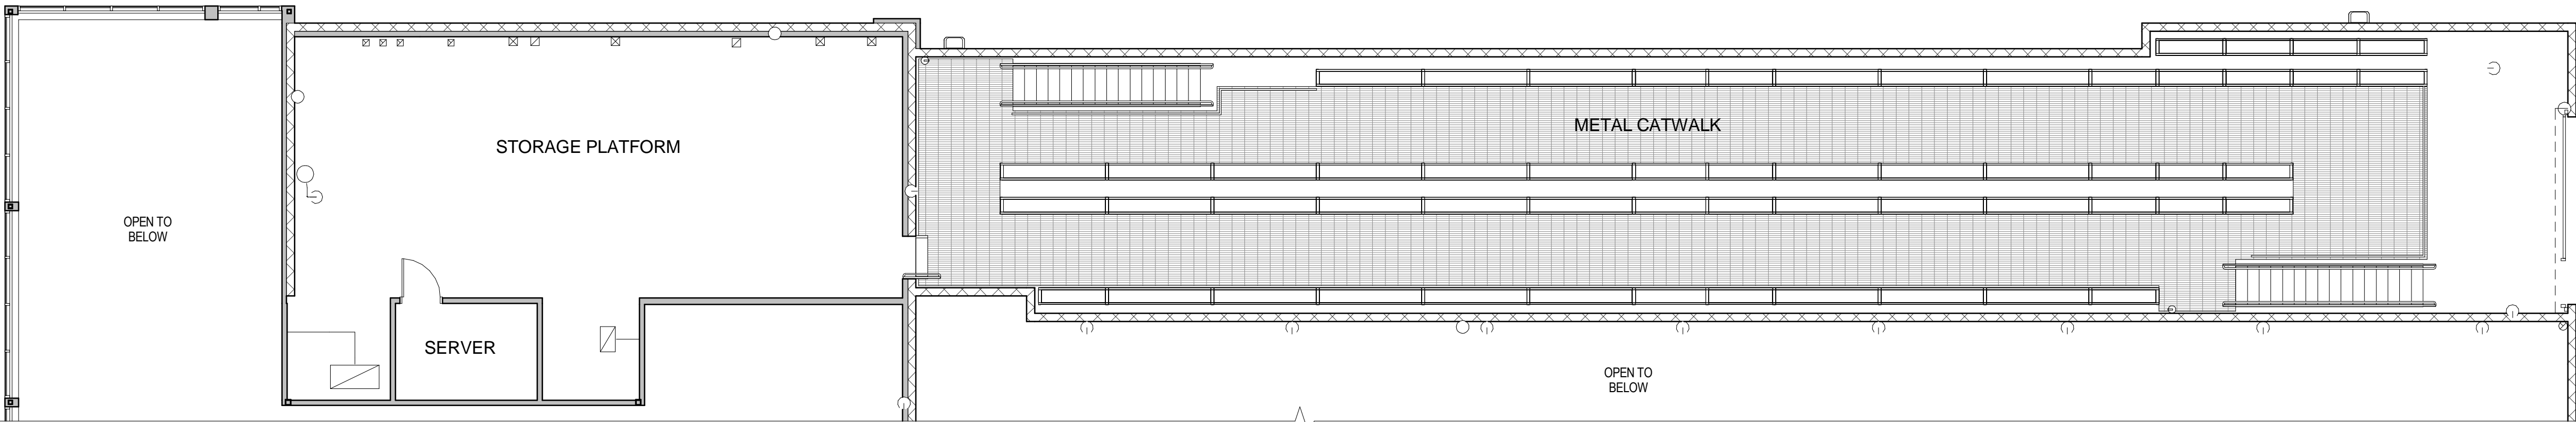 METAL CATWALK
STORAGE PLATFORM
OPEN TO
BELOW
SERVER
OPEN TO
BELOW